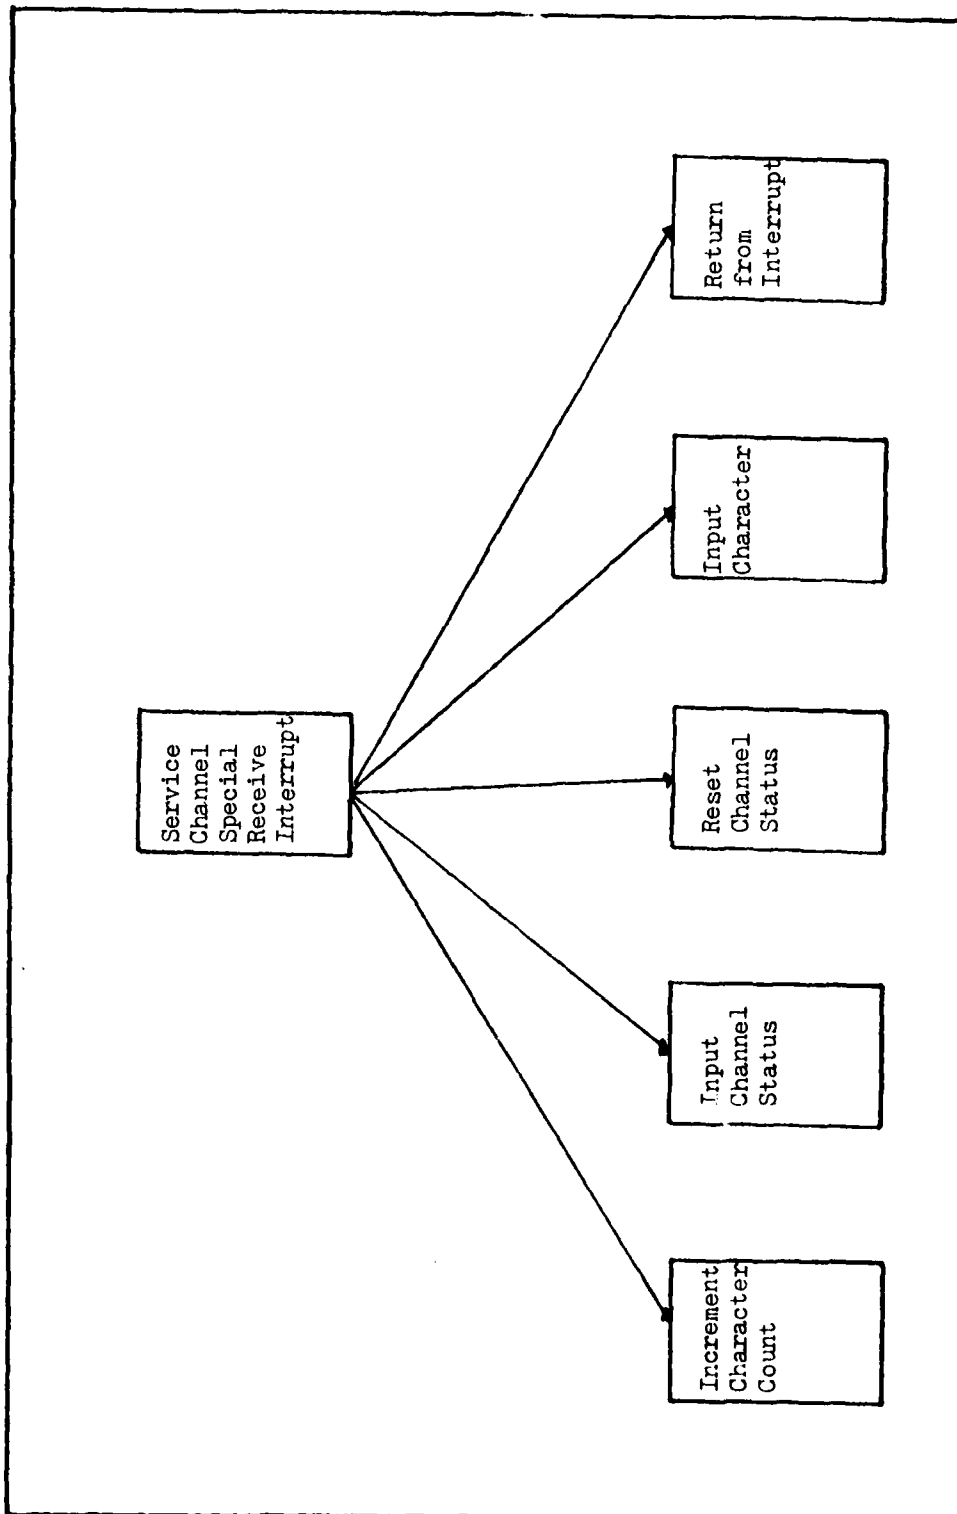 Service
Channel
Special
Receive
Interrupt
Increment
Character
Count
Input
Channel
Status
Reset
Channel
Status
Input
Character
Return
from
Interrupt